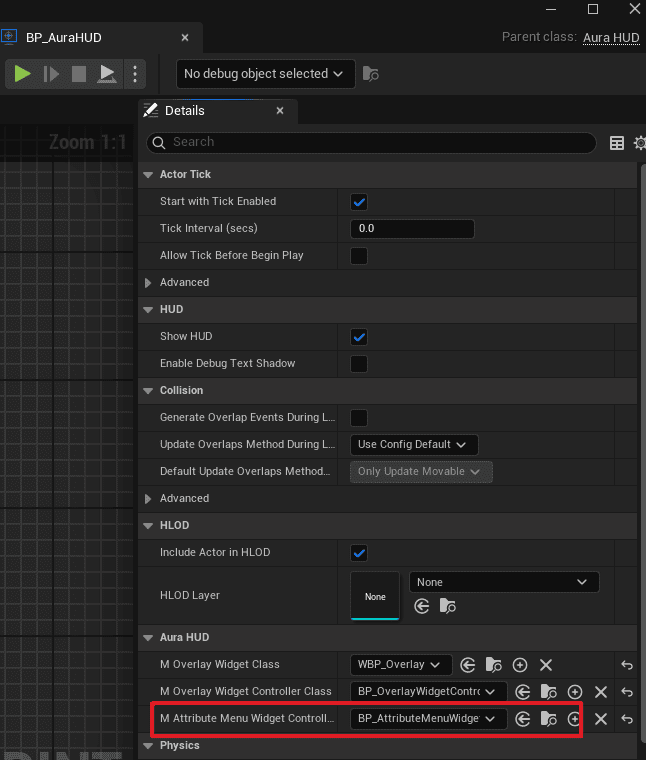 BP_AuraHUD
Parent class: Aura HUD
No debug object selected
Details
Zoom 1:1
Search
Actor Tick
Start with Tick Enabled
Tick Interval (secs) 0.0
Allow Tick Before Begin Play
Advanced
HUD
Show HUD
Enable Debug Text Shadow
Collision
Generate Overlap Events During L...
Update Overlaps Method During L... Use Config Default
Default Update Overlaps Method... Only Update Movable
Advanced
HLOD
Include Actor in HLOD
HLOD Layer None None
Aura HUD
M Overlay Widget Class WBP_Overlay
M Overlay Widget Controller Class BP_OverlayWidgetContro
M Attribute Menu Widget Controll... BP_AttributeMenuWidge
Physics